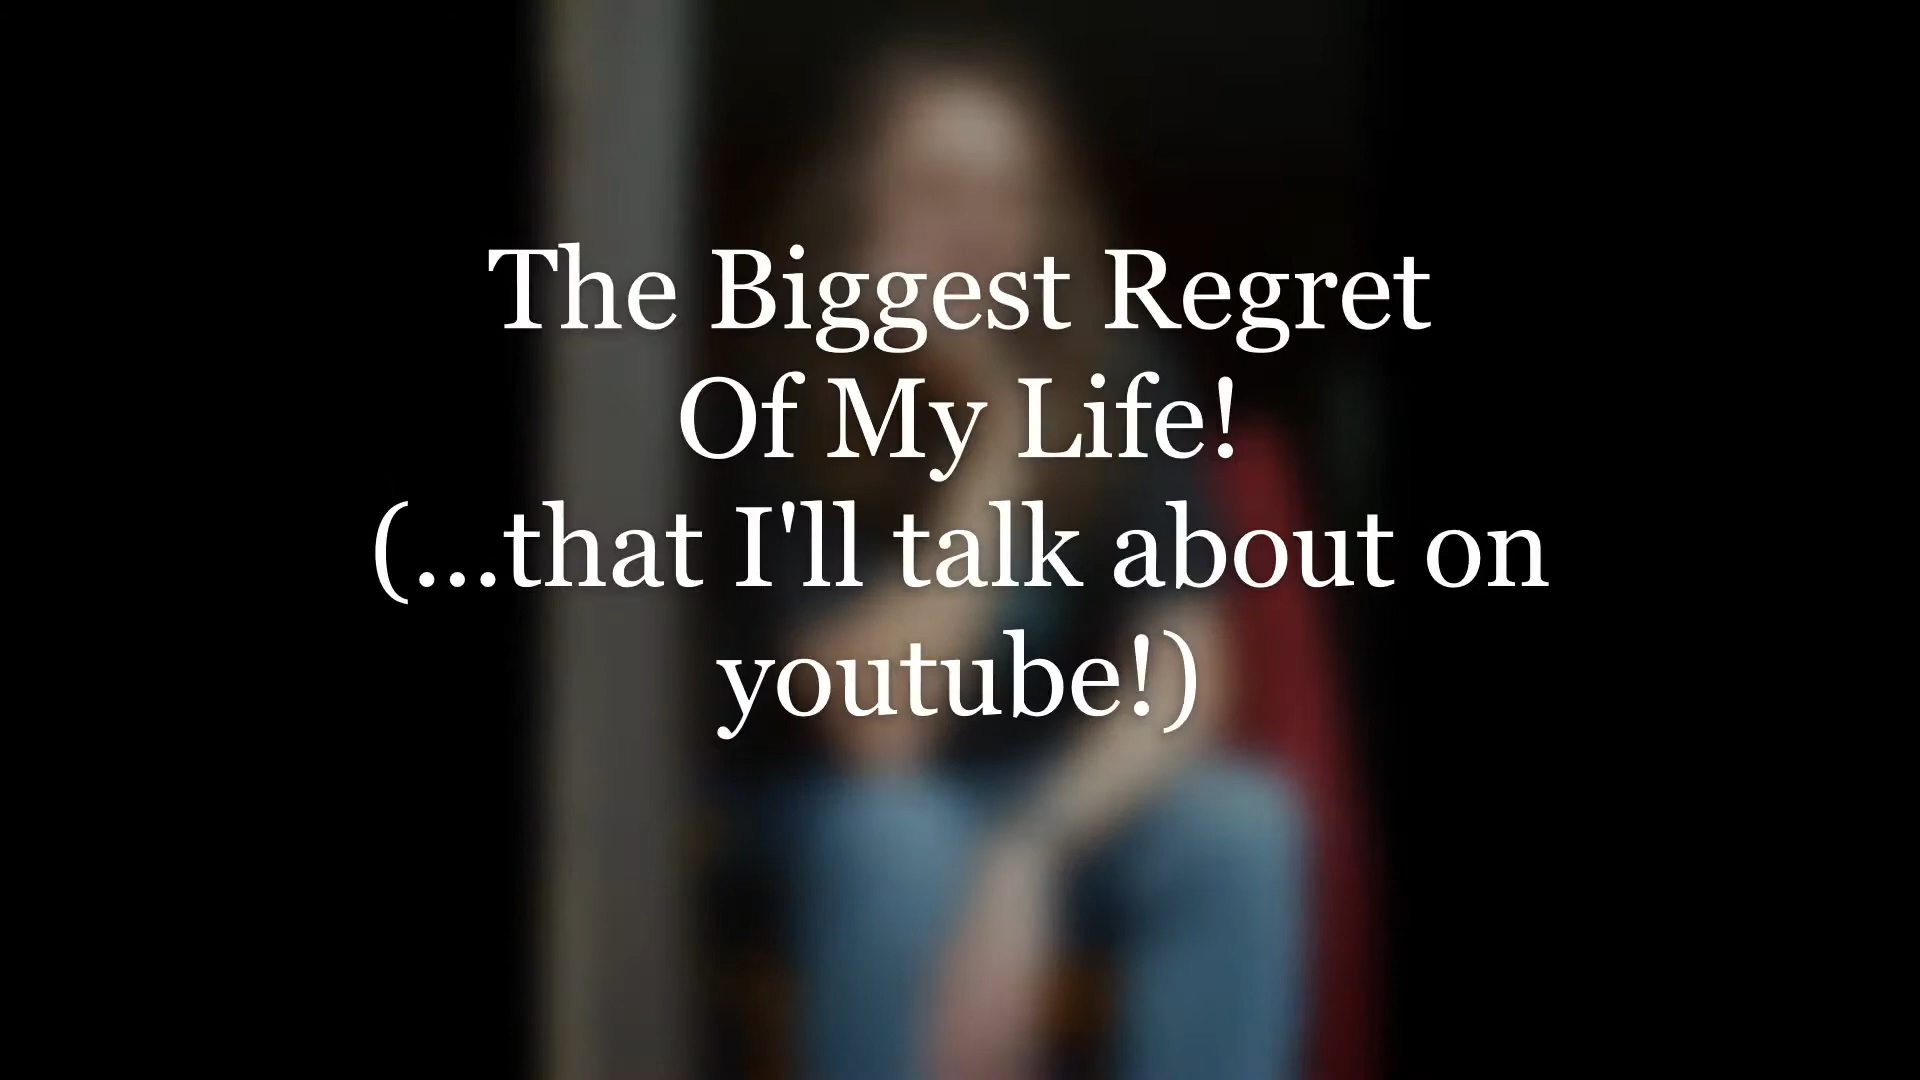 The Biggest Regret
Of My Life!
(...that I'll talk about on
youtube!)